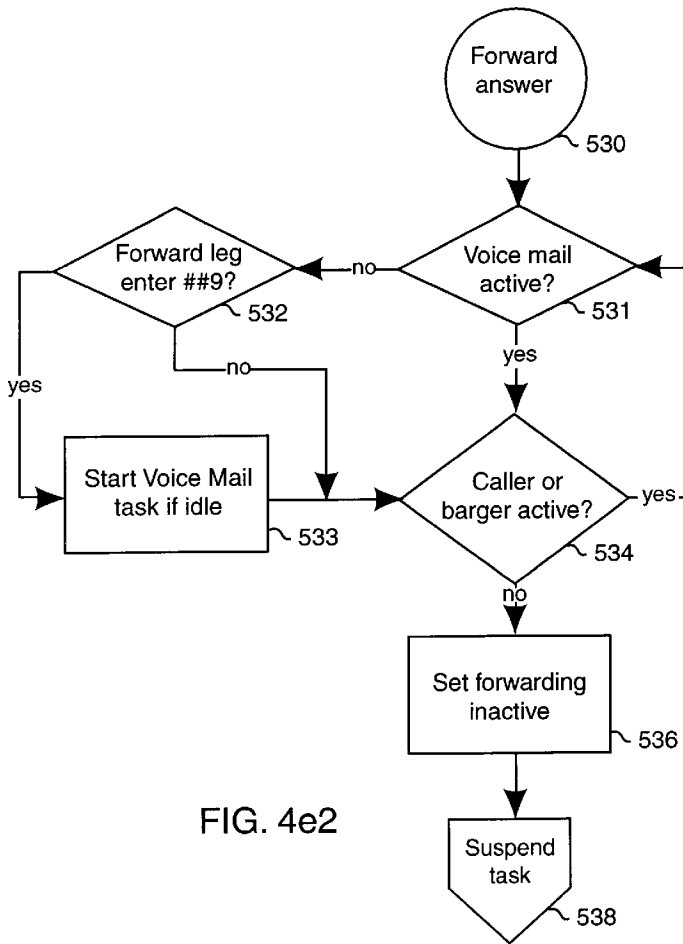 Forward
answer
530
Forward leg
enter ##9?
532
no
Voice mail
active?
531
yes
no
yes
Start Voice Mail
task if idle
533
Caller or
barger active?
yes
534
no
Set forwarding
inactive
536
FIG. 4e2
Suspend
task
538